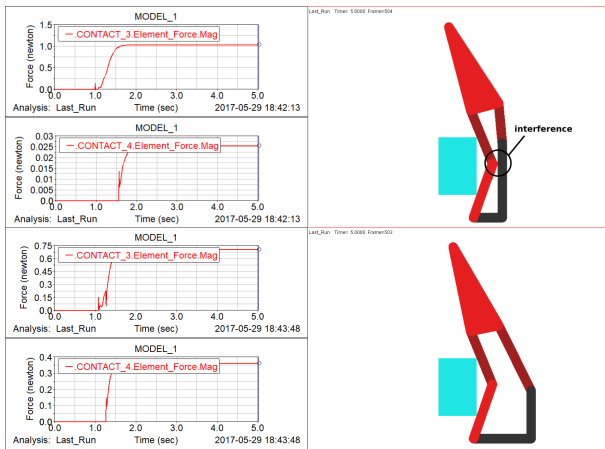 MODEL_1
1.5
1.0
.5
0.0
Force (newton)
.CONTACT_3.Element_Force.Mag
0.0 1.0 2.0 3.0 4.0 5.0
Analysis: Last_Run Time (sec) 2017-05-29 18:42:13
MODEL_1
0.03
0.025
0.02
0.015
0.01
0.005
0.0
Force (newton)
.CONTACT_4.Element_Force.Mag
0.0 1.0 2.0 3.0 4.0 5.0
Analysis: Last_Run Time (sec) 2017-05-29 18:42:13
MODEL_1
0.75
0.6
0.45
0.3
0.15
0.0
Force (newton)
.CONTACT_3.Element_Force.Mag
0.0 1.0 2.0 3.0 4.0 5.0
Analysis: Last_Run Time (sec) 2017-05-29 18:43:48
MODEL_1
0.4
0.3
0.2
0.1
0.0
Force (newton)
.CONTACT_4.Element_Force.Mag
0.0 1.0 2.0 3.0 4.0 5.0
Analysis: Last_Run Time (sec) 2017-05-29 18:43:48
Last_Run Time= 5.0000 Frame=504
interference
Last_Run Time= 5.0000 Frame=503